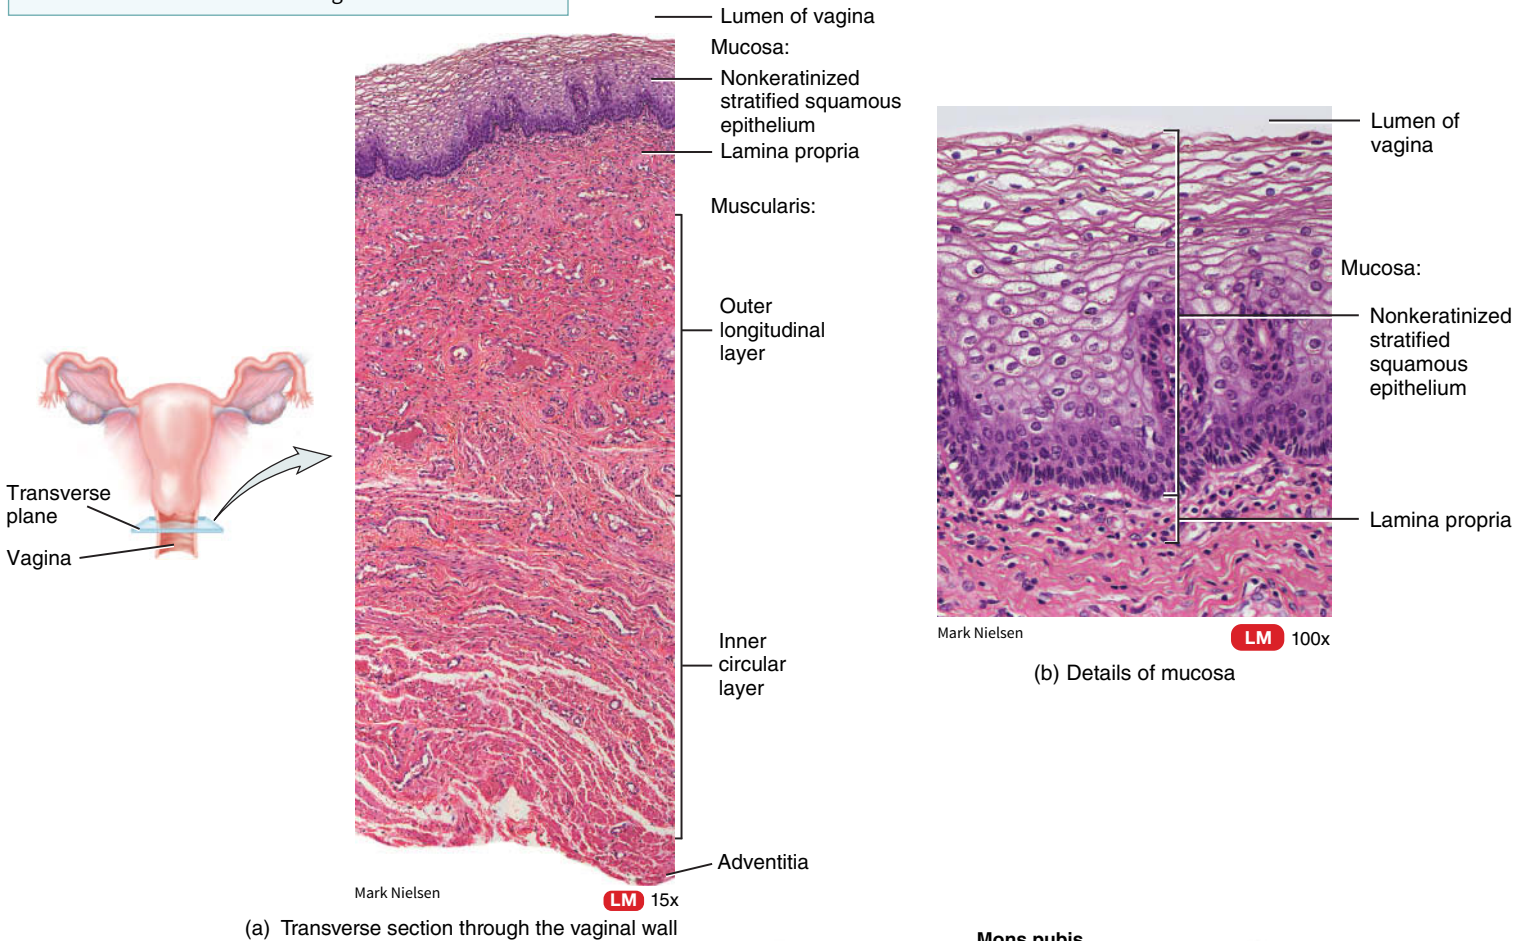 Lumen of vagina
Mucosa:
Nonkeratinized
stratified squamous
epithelium
Lamina propria
Muscularis:
Outer
longitudinal
layer
Inner
circular
layer
Adventitia
Transverse
plane
Vagina
Mark Nielsen
LM 15x
(a) Transverse section through the vaginal wall
Lumen of
vagina
Mucosa:
Nonkeratinized
stratified
squamous
epithelium
Lamina propria
Mark Nielsen
LM 100x
(b) Details of mucosa
Mons pubis